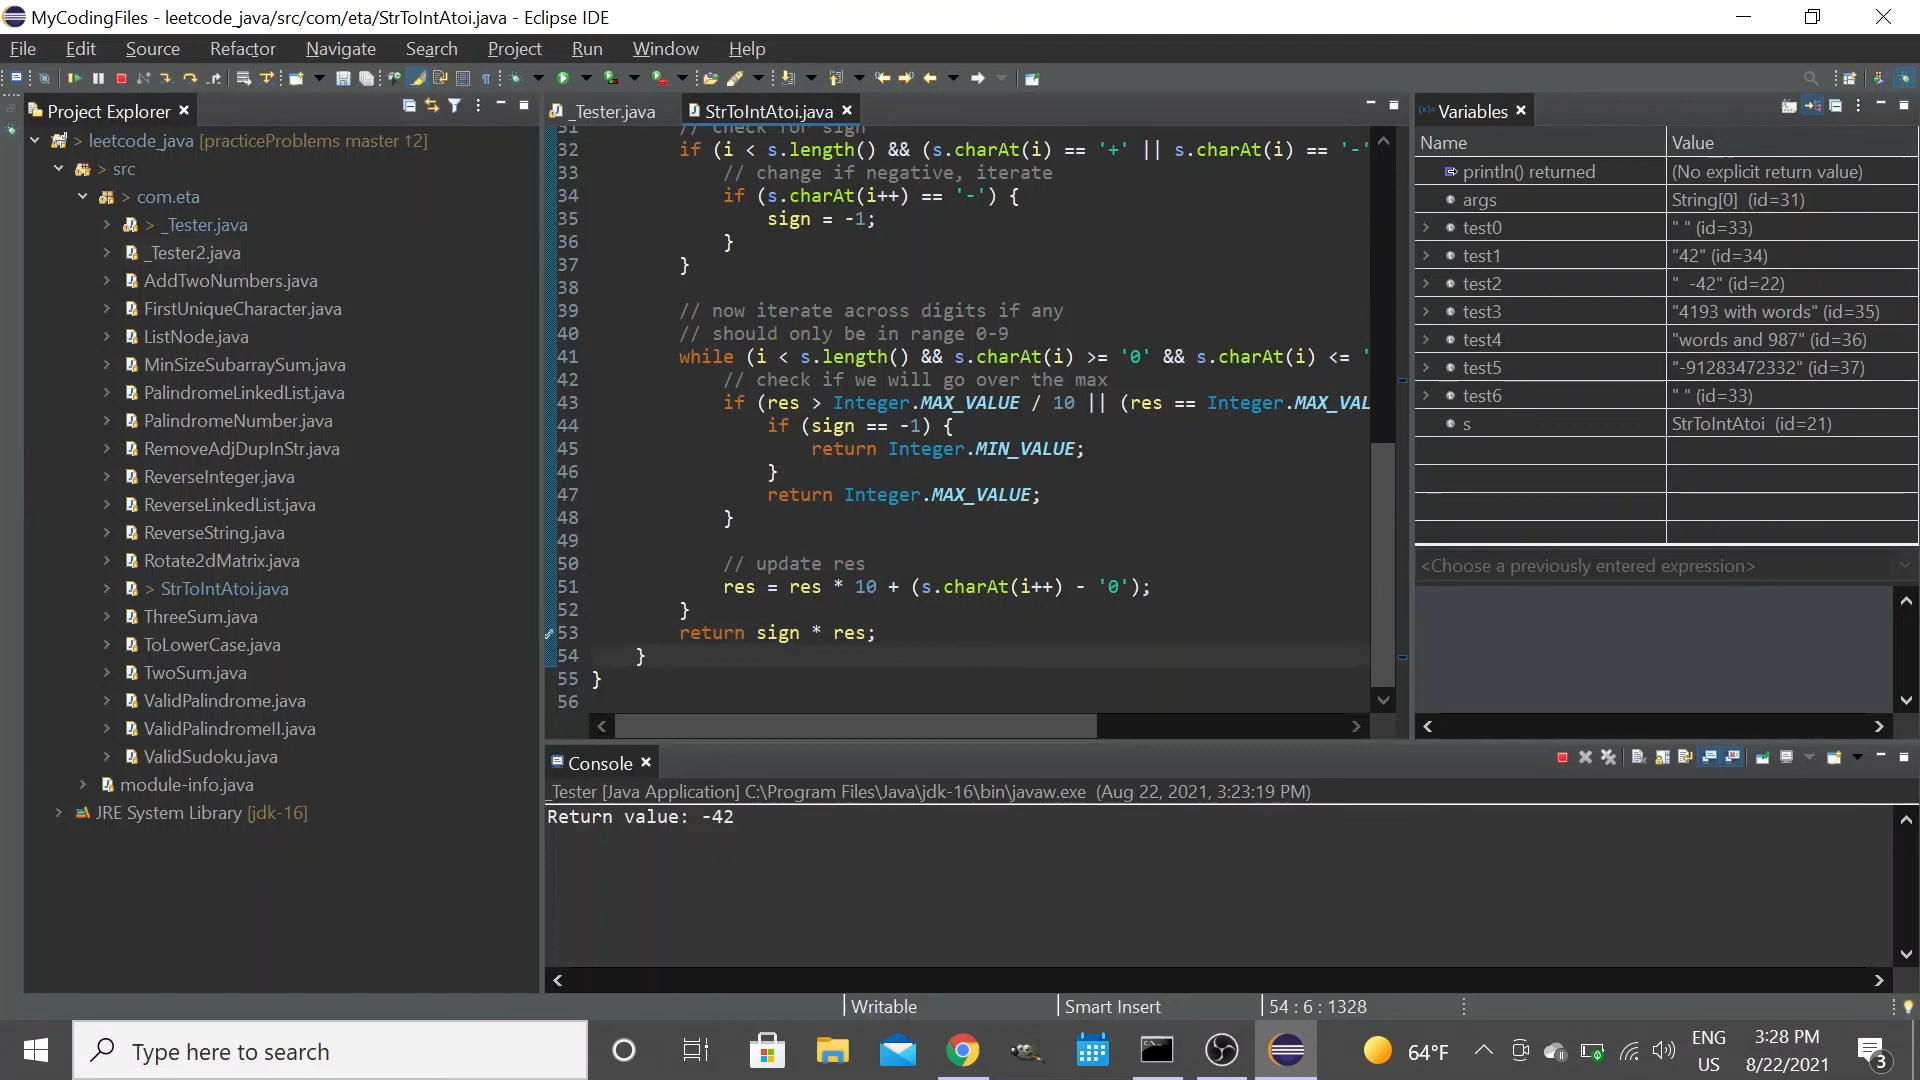 MyCodingFiles - leetcode_java/src/com/eta/StrToIntAtoi.java - Eclipse IDE
File Edit Source Refactor Navigate Search Project Run Window Help
Project Explorer
> leetcode_java [practiceProblems master ↑2]
> src
> com.eta
> _Tester.java
_Tester2.java
AddTwoNumbers.java
FirstUniqueCharacter.java
ListNode.java
MinSizeSubarraySum.java
PalindromeLinkedList.java
PalindromeNumber.java
RemoveAdjDupInStr.java
ReverseInteger.java
ReverseLinkedList.java
ReverseString.java
Rotate2dMatrix.java
> StrToIntAtoi.java
ThreeSum.java
ToLowerCase.java
TwoSum.java
ValidPalindrome.java
ValidPalindromeII.java
ValidSudoku.java
module-info.java
JRE System Library [jdk-16]
_Tester.java StrToIntAtoi.java
31 // check for sign
32 if (i < s.length() && (s.charAt(i) == '+' || s.charAt(i) == '-'
33 // change if negative, iterate
34 if (s.charAt(i++) == '-') {
35 sign = -1;
36 }
37 }
38
39 // now iterate across digits if any
40 // should only be in range 0-9
41 while (i < s.length() && s.charAt(i) >= '0' && s.charAt(i) <= '
42 // check if we will go over the max
43 if (res > Integer.MAX_VALUE / 10 || (res == Integer.MAX_VAL
44 if (sign == -1) {
45 return Integer.MIN_VALUE;
46 }
47 return Integer.MAX_VALUE;
48 }
49
50 // update res
51 res = res * 10 + (s.charAt(i++) - '0');
52 }
53 return sign * res;
54 }
55 }
56
Variables
Name Value
println() returned (No explicit return value)
args String[0] (id=31)
test0 " " (id=33)
test1 "42" (id=34)
test2 "  -42" (id=22)
test3 "4193 with words" (id=35)
test4 "words and 987" (id=36)
test5 "-91283472332" (id=37)
test6 " " (id=33)
s StrToIntAtoi (id=21)
<Choose a previously entered expression>
Console
_Tester [Java Application] C:\Program Files\Java\jdk-16\bin\javaw.exe (Aug 22, 2021, 3:23:19 PM)
Return value: -42
Writable Smart Insert 54 : 6 : 1328
Type here to search
64°F
ENG
US
3:28 PM
8/22/2021
3